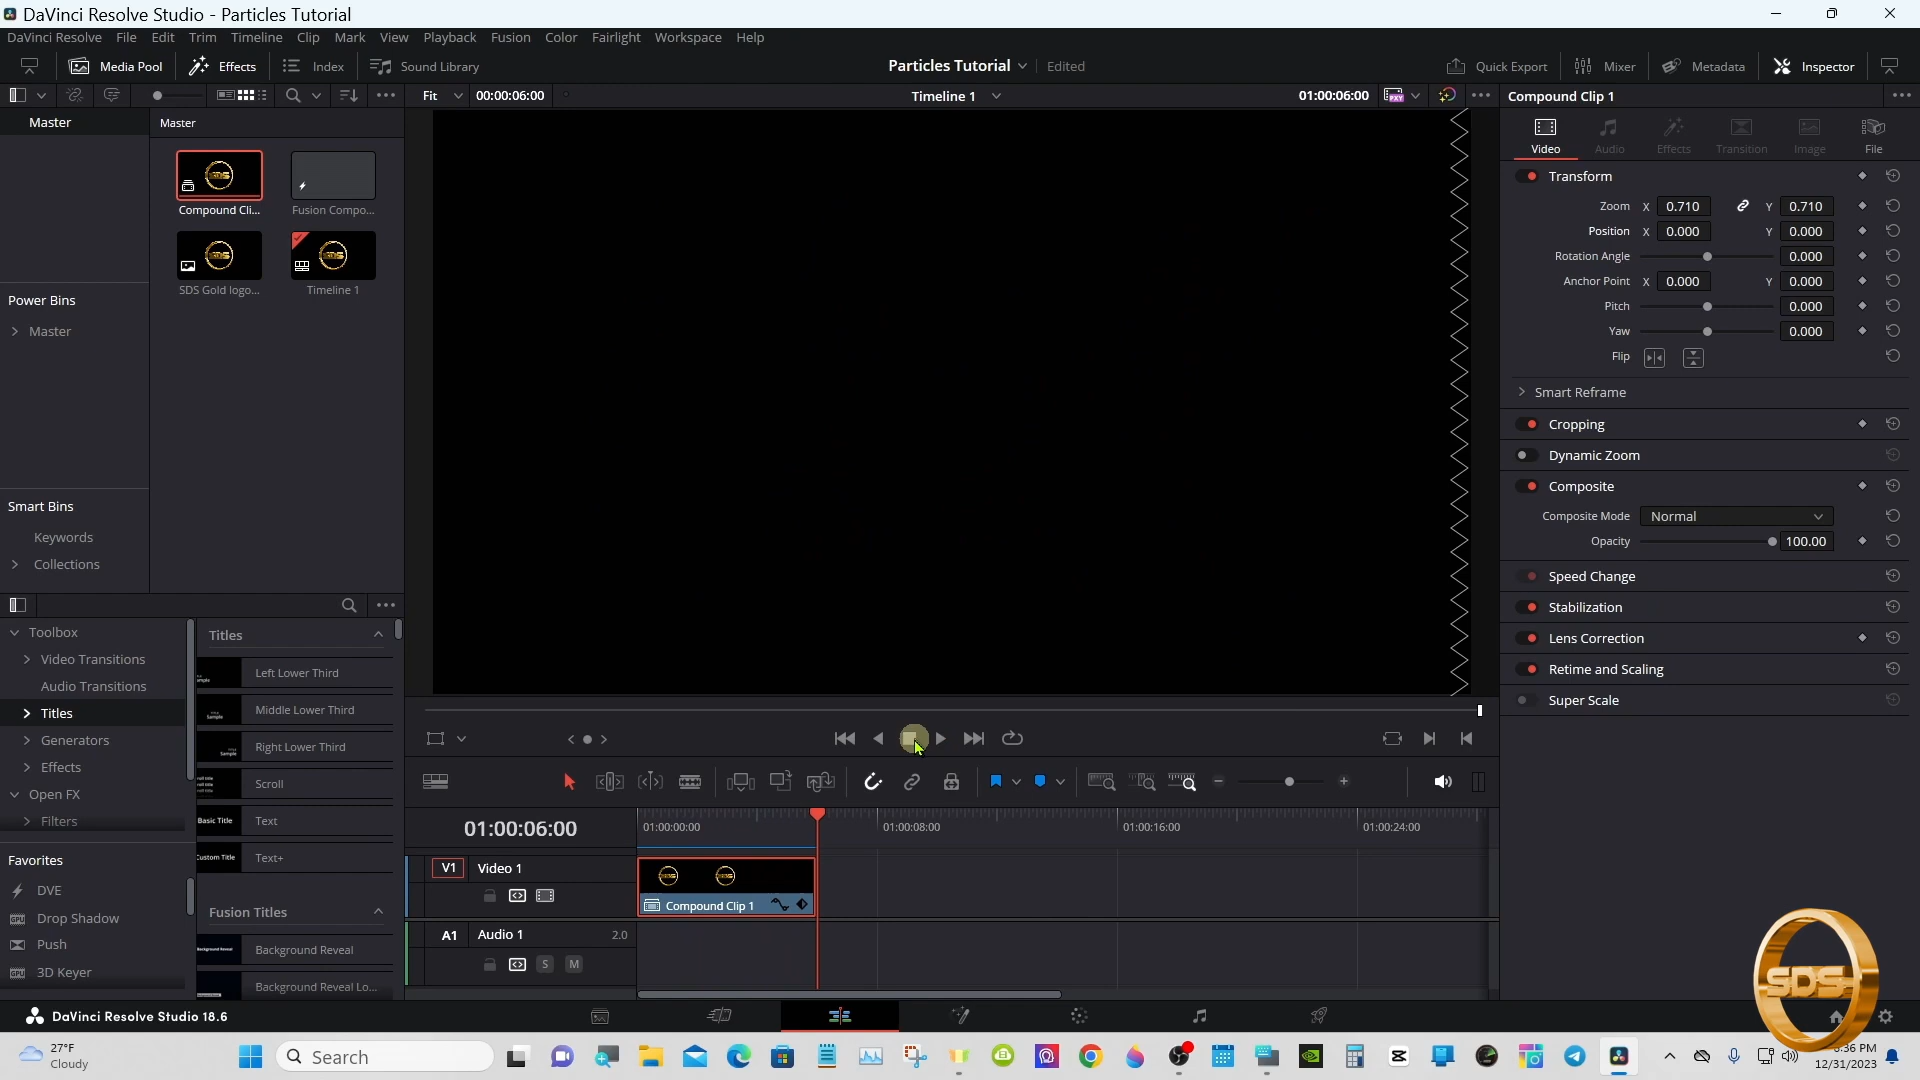 DaVinci Resolve Studio - Particles Tutorial
DaVinci Resolve File Edit Trim Timeline Clip Mark View Playback Fusion Color Fairlight Workspace Help
Media Pool Effects Index Sound Library Particles Tutorial Edited Quick Export Mixer Metadata Inspector
Fit 00:00:06:00 Timeline 1 01:00:06:00 PXY Compound Clip 1
Master Master
Video Audio Effects Transition Image File
Compound Cli... Fusion Compo...
SDS Gold logo... Timeline 1
Power Bins
Master
Smart Bins
Keywords
Collections
Transform
Zoom X 0.710 Y 0.710
Position X 0.000 Y 0.000
Rotation Angle 0.000
Anchor Point X 0.000 Y 0.000
Pitch 0.000
Yaw 0.000
Flip
Smart Reframe
Cropping
Dynamic Zoom
Composite
Composite Mode Normal
Opacity 100.00
Speed Change
Stabilization
Lens Correction
Retime and Scaling
Super Scale
Toolbox
Video Transitions
Audio Transitions
Titles
Generators
Effects
Open FX
Filters
Favorites
DVE
Drop Shadow
Push
3D Keyer
Titles
Left Lower Third
Middle Lower Third
Right Lower Third
Scroll
Basic Title Text
Custom Title Text+
Fusion Titles
Background Reveal
Background Reveal Lo...
01:00:06:00 01:00:00:00 01:00:08:00 01:00:16:00 01:00:24:00
V1 Video 1
Compound Clip 1
A1 Audio 1 2.0
S M
SDS
DaVinci Resolve Studio 18.6
27°F
Cloudy
Search
:36 PM
12/31/2023